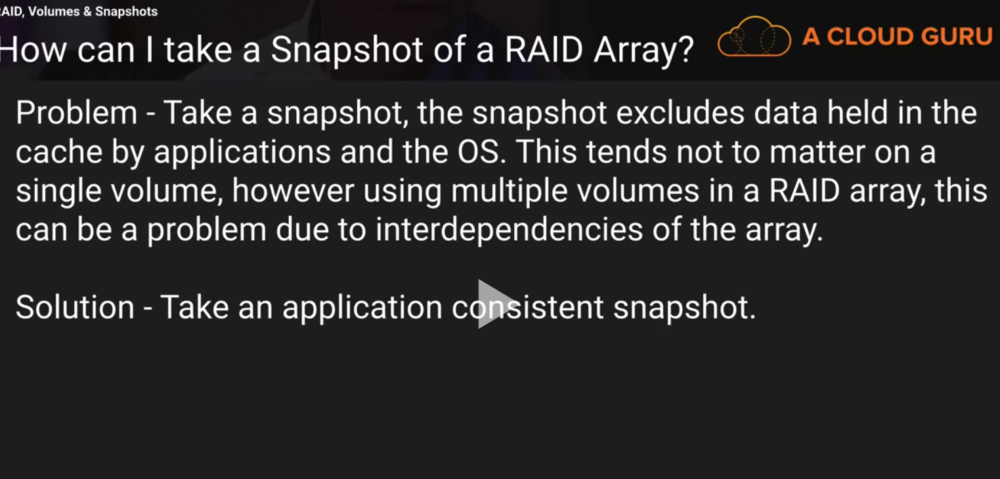 AID, Volumes & Snapshots
How can I take a Snapshot of a RAID Array?
A CLOUD GURU
Problem - Take a snapshot, the snapshot excludes data held in the
cache by applications and the OS. This tends not to matter on a
single volume, however using multiple volumes in a RAID array, this
can be a problem due to interdependencies of the array.
Solution - Take an application consistent snapshot.